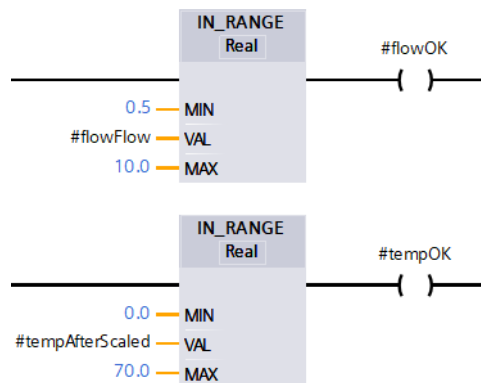 IN_RANGE
Real
#flowOK
0.5 MIN
#flowFlow VAL
10.0 MAX
IN_RANGE
Real
#tempOK
0.0 MIN
#tempAfterScaled VAL
70.0 MAX